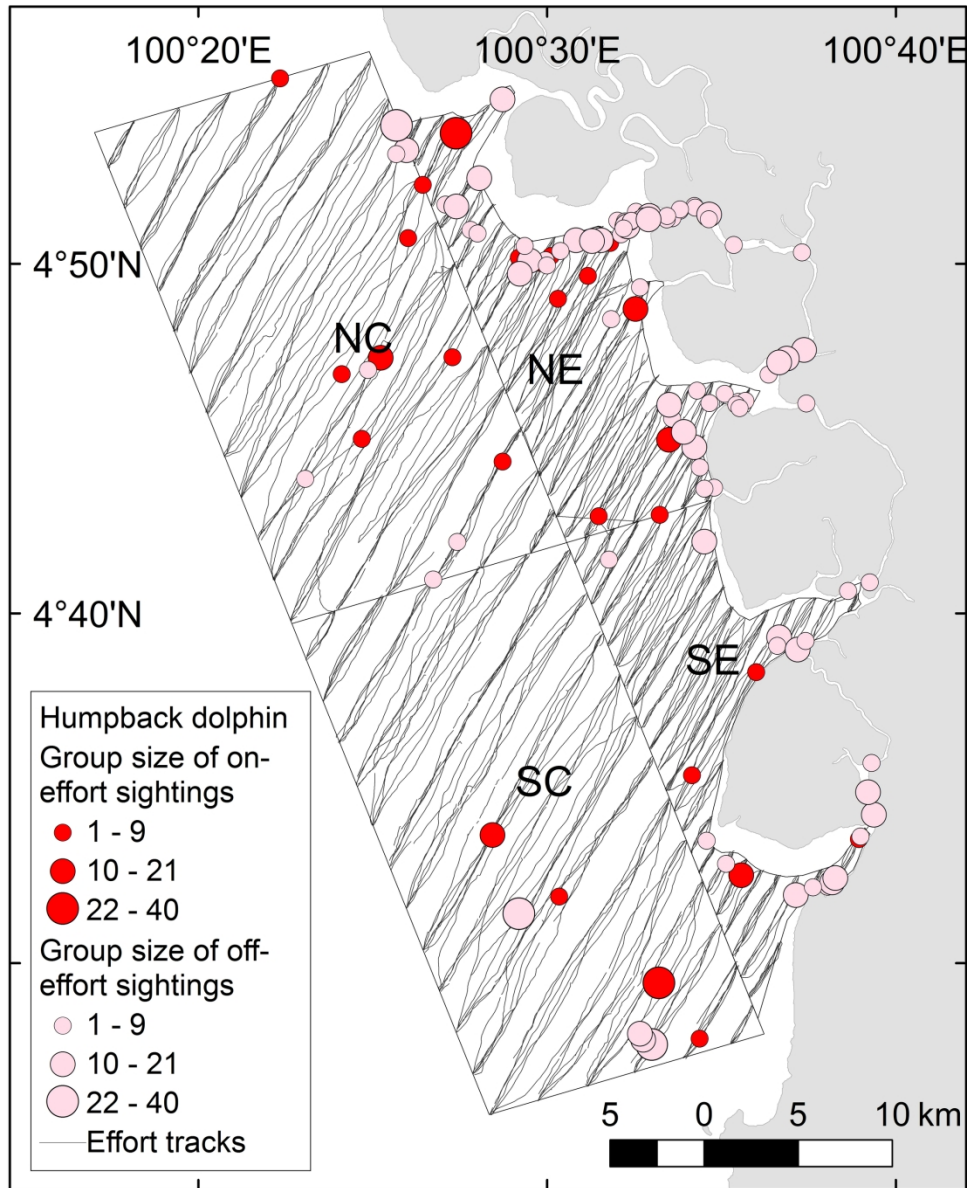 100°20'E 100°30'E 100°40'E
4°50'N
NC
NE
4°40'N
SE
SC
Humpback dolphin
Group size of on-
effort sightings
1 - 9
10 - 21
22 - 40
Group size of off-
effort sightings
1 - 9
10 - 21
22 - 40
Effort tracks
5 0 5 10 km